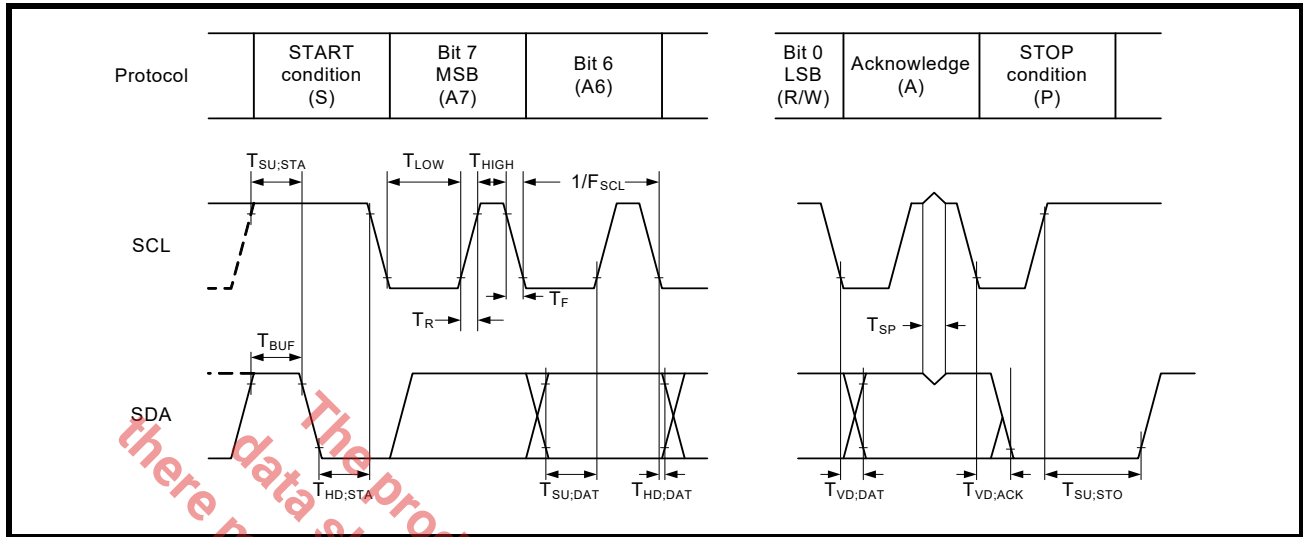 Protocol
START
condition
(S)
Bit 7
MSB
(A7)
Bit 6
(A6)
Bit 0
LSB
(R/W)
Acknowledge
(A)
STOP
condition
(P)
TSU;STA
TLOW
THIGH
1/FSCL
SCL
TF
TR
TSP
TBUF
SDA
THD;STA
TSU;DAT
THD;DAT
TVD;DAT
TVD;ACK
TSU;STO
The
data
there